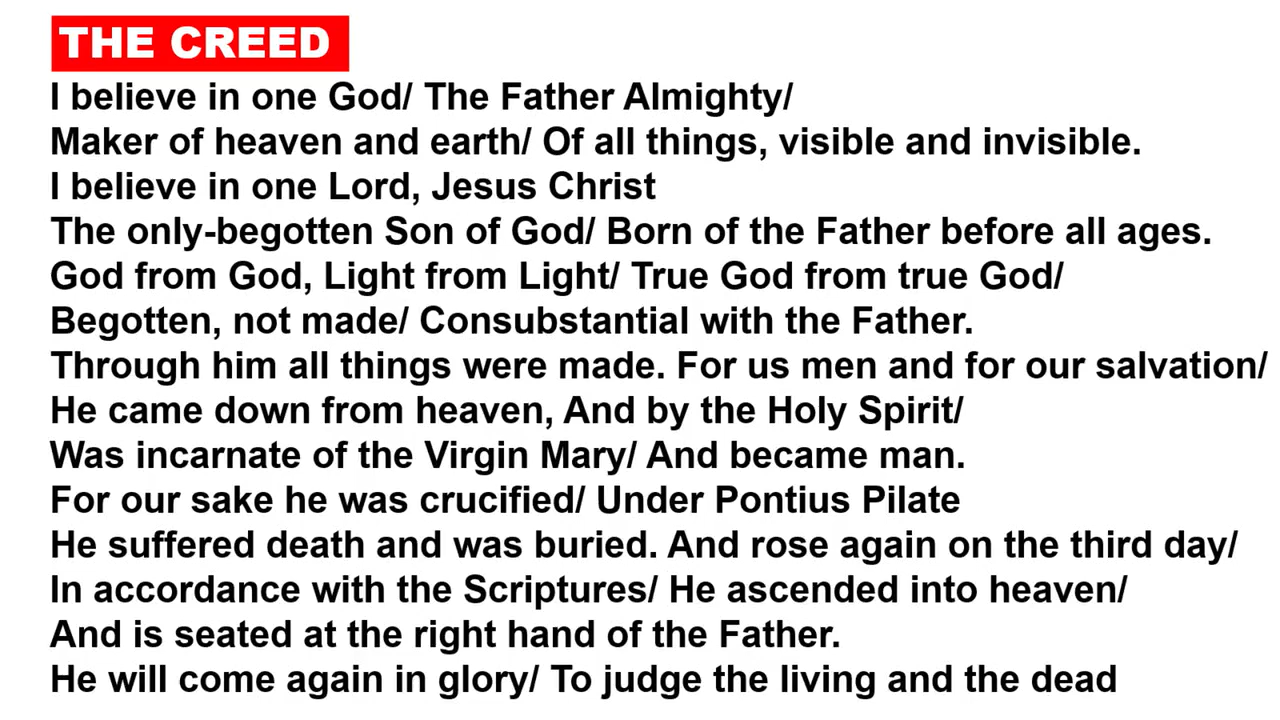 THE CREED
I believe in one God/ The Father Almighty/
Maker of heaven and earth/ Of all things, visible and invisible.
I believe in one Lord, Jesus Christ
The only-begotten Son of God/ Born of the Father before all ages.
God from God, Light from Light/ True God from true God/
Begotten, not made/ Consubstantial with the Father.
Through him all things were made. For us men and for our salvation/
He came down from heaven, And by the Holy Spirit/
Was incarnate of the Virgin Mary/ And became man.
For our sake he was crucified/ Under Pontius Pilate
He suffered death and was buried. And rose again on the third day/
In accordance with the Scriptures/ He ascended into heaven/
And is seated at the right hand of the Father.
He will come again in glory/ To judge the living and the dead